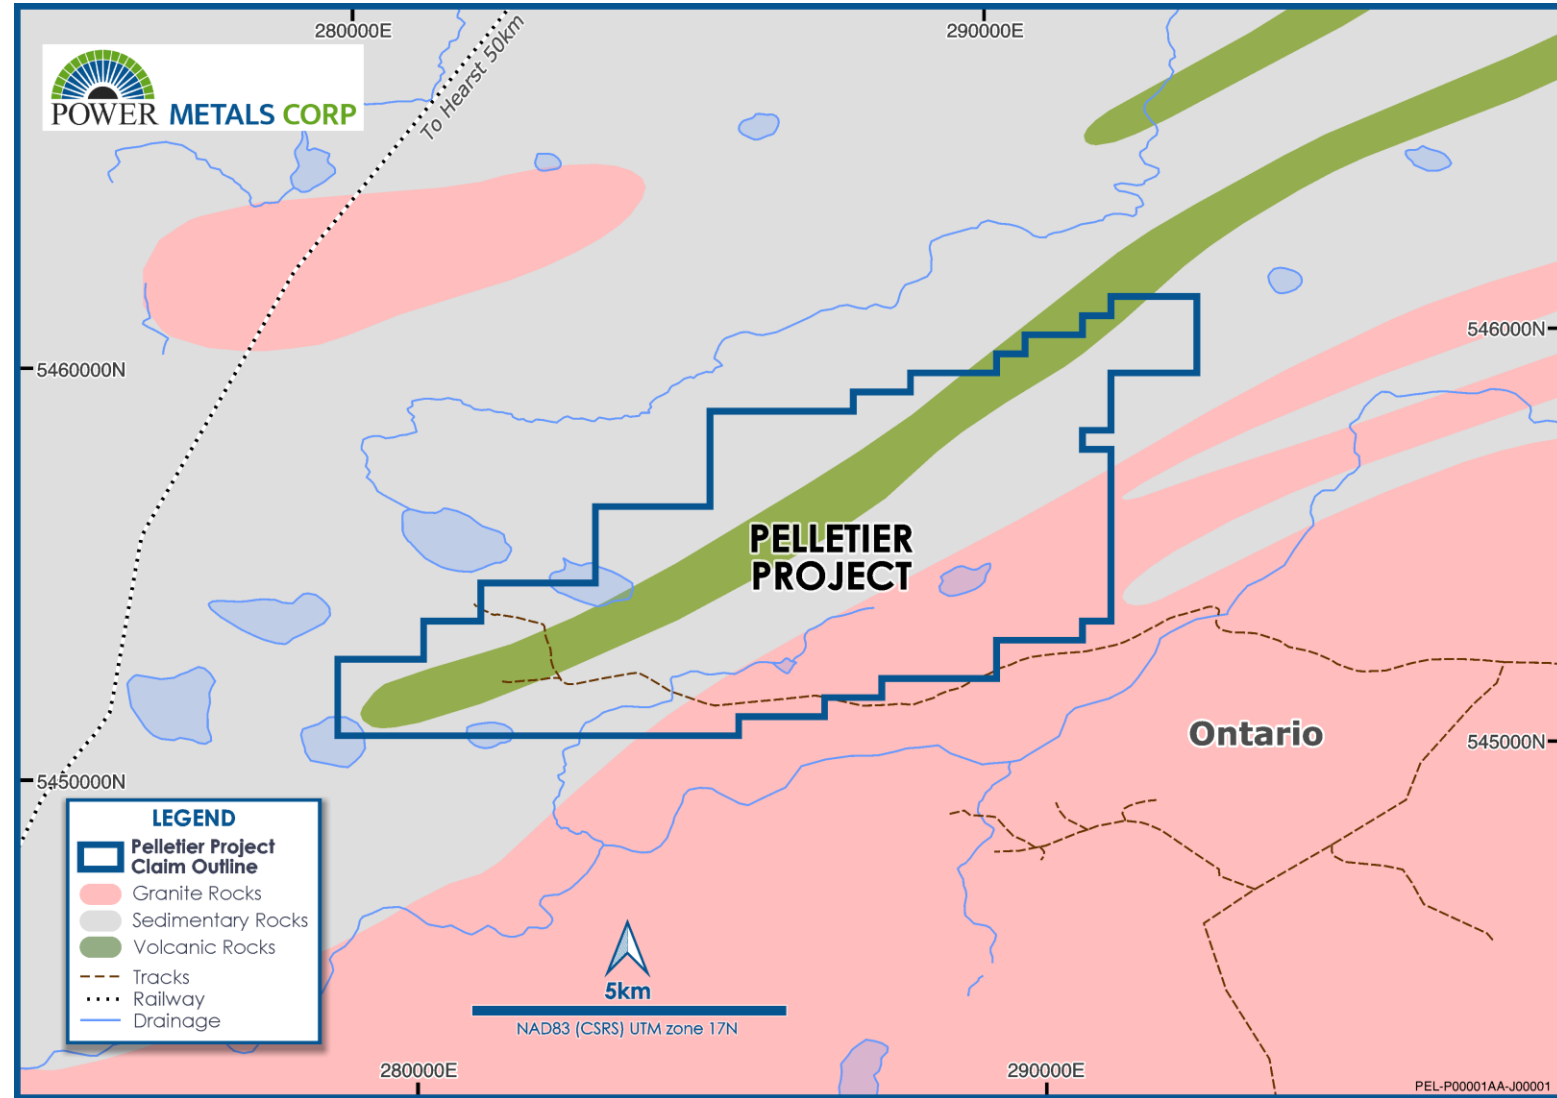 280000E
290000E
To Hearst 50km
POWER METALS CORP
546000N
5460000N
PELLETIER
PROJECT
Ontario
545000N
5450000N
LEGEND
Pelletier Project
Claim Outline
Granite Rocks
Sedimentary Rocks
Volcanic Rocks
Tracks
Railway
Drainage
5km
NAD83 (CSRS) UTM zone 17N
280000E
290000E
PEL-P00001AA-J00001